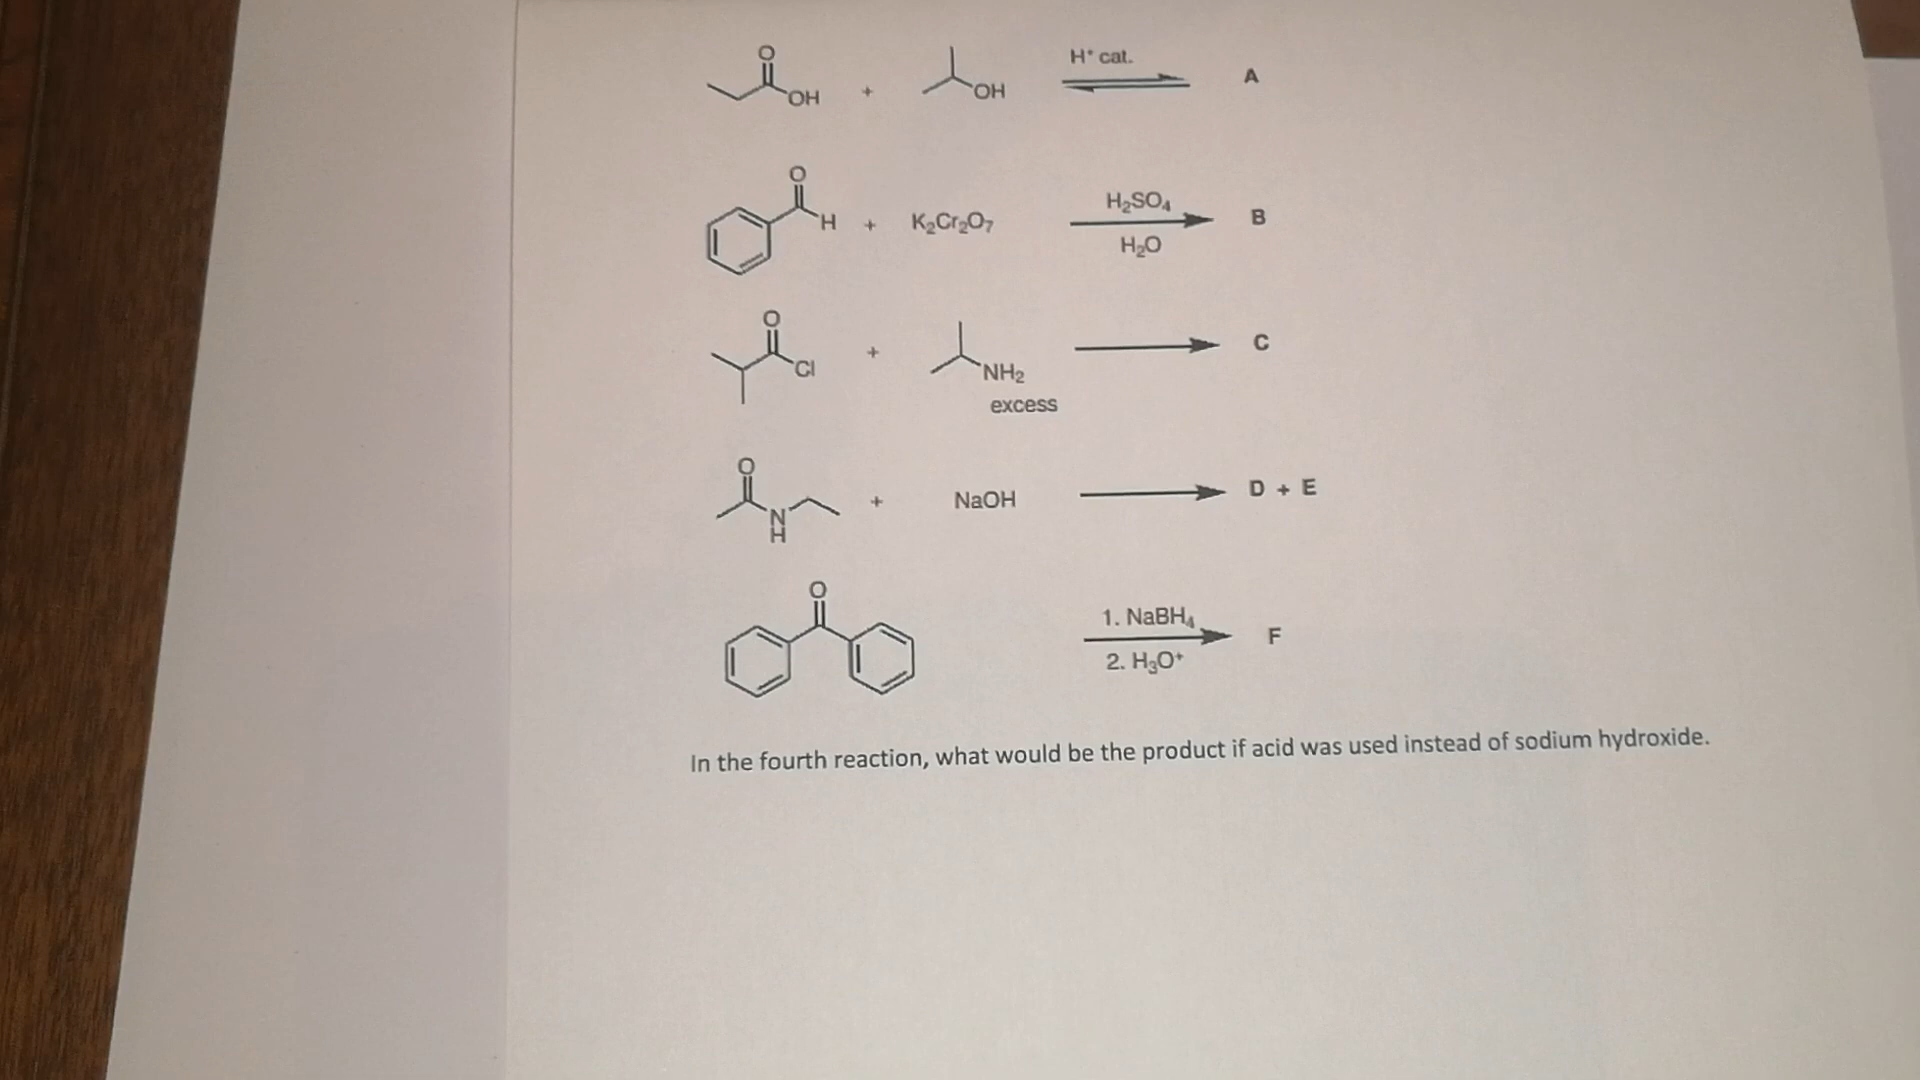 O
OH + OH H⁺ cat. A
O
H + K₂Cr₂O₇ H₂SO₄ H₂O B
O
Cl + NH₂ C
excess
O
N H + NaOH D + E
O
1. NaBH₄ F
2. H₃O⁺
In the fourth reaction, what would be the product if acid was used instead of sodium hydroxide.